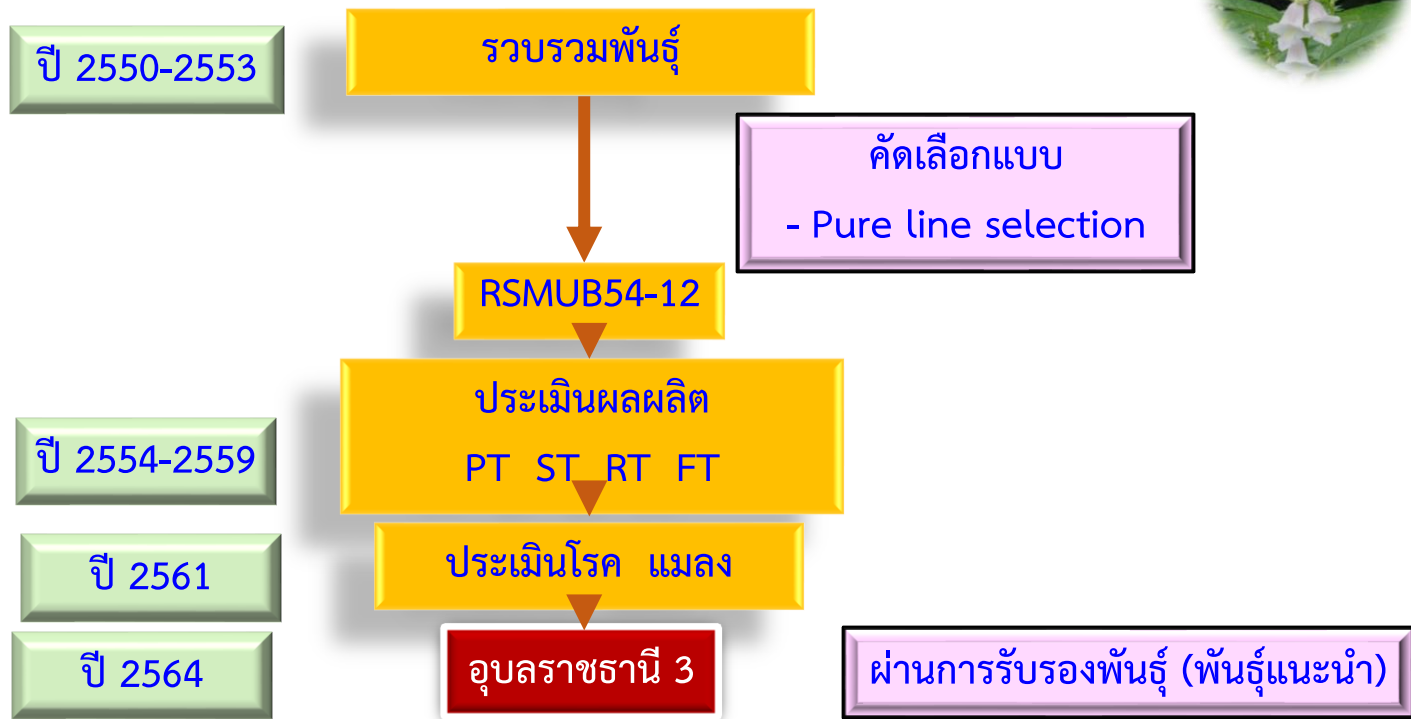 ปี 2550-2553
รวบรวมพันธุ์
คัดเลือกแบบ
- Pure line selection
RSMUB54-12
ปี 2554-2559
ประเมินผลผลิต
PT ST RT FT
ปี 2561
ประเมินโรค แมลง
ปี 2564
อุบลราชธานี 3
ผ่านการรับรองพันธุ์ (พันธุ์แนะนำ)